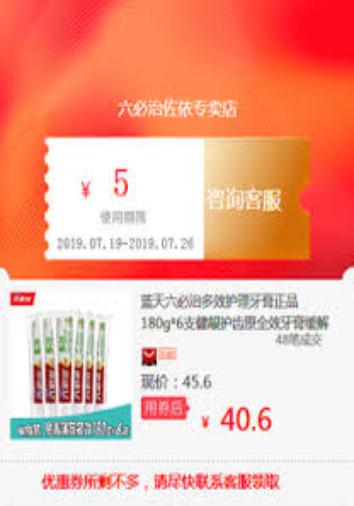 六必治佐依专卖店
¥ 5
使用期限
2019.07.19-2019.07.26
咨询客服
蓝天六必治多效护理牙膏正品
180g*6支健龈护齿原全效牙膏缓解
48笔成交
现价：45.6
用券后
¥ 40.6
优惠券所剩不多，请尽快联系客服领取